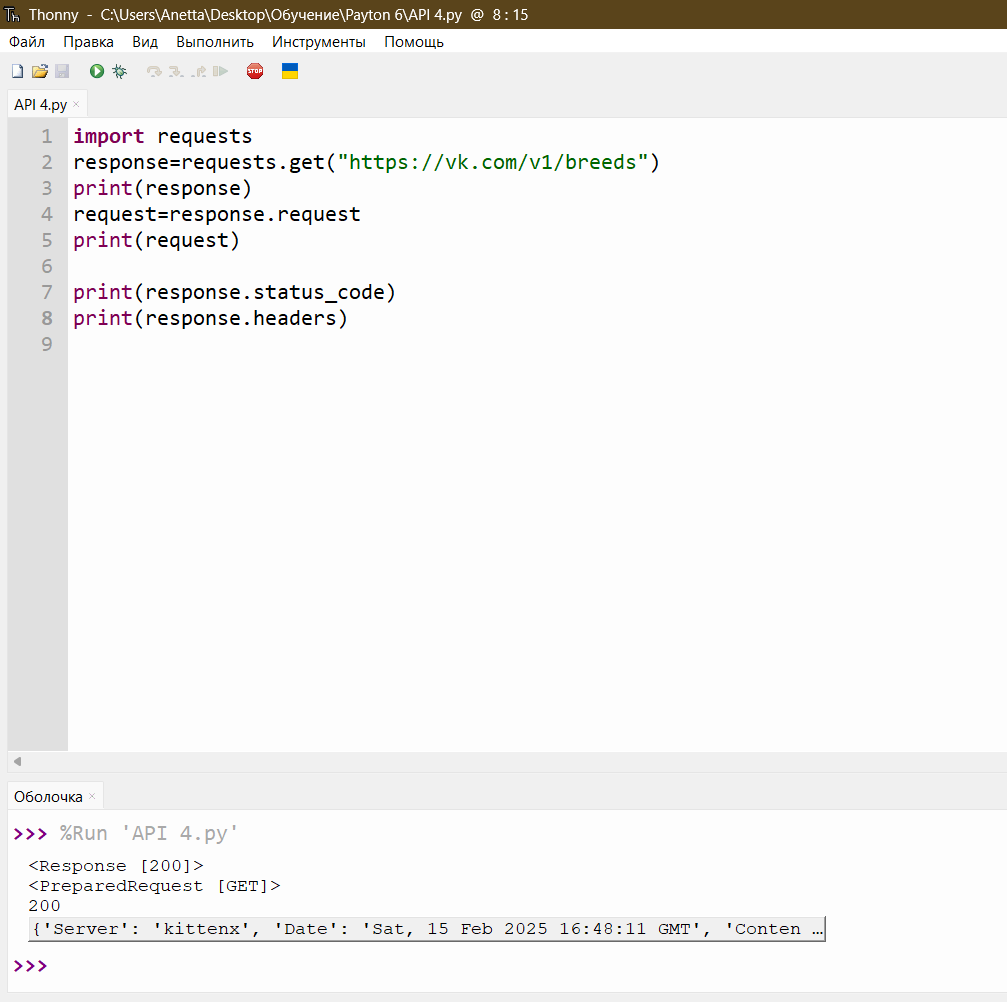 Thonny - C:\Users\Anetta\Desktop\Обучение\Payton 6\API 4.py @ 8 : 15
Файл Правка Вид Выполнить Инструменты Помощь
STOP
API 4.py ×
1 import requests
2 response=requests.get("https://vk.com/v1/breeds")
3 print(response)
4 request=response.request
5 print(request)
6
7 print(response.status_code)
8 print(response.headers)
9
Оболочка ×
>>> %Run 'API 4.py'
<Response [200]>
<PreparedRequest [GET]>
200
{'Server': 'kittenx', 'Date': 'Sat, 15 Feb 2025 16:48:11 GMT', 'Conten …
>>>